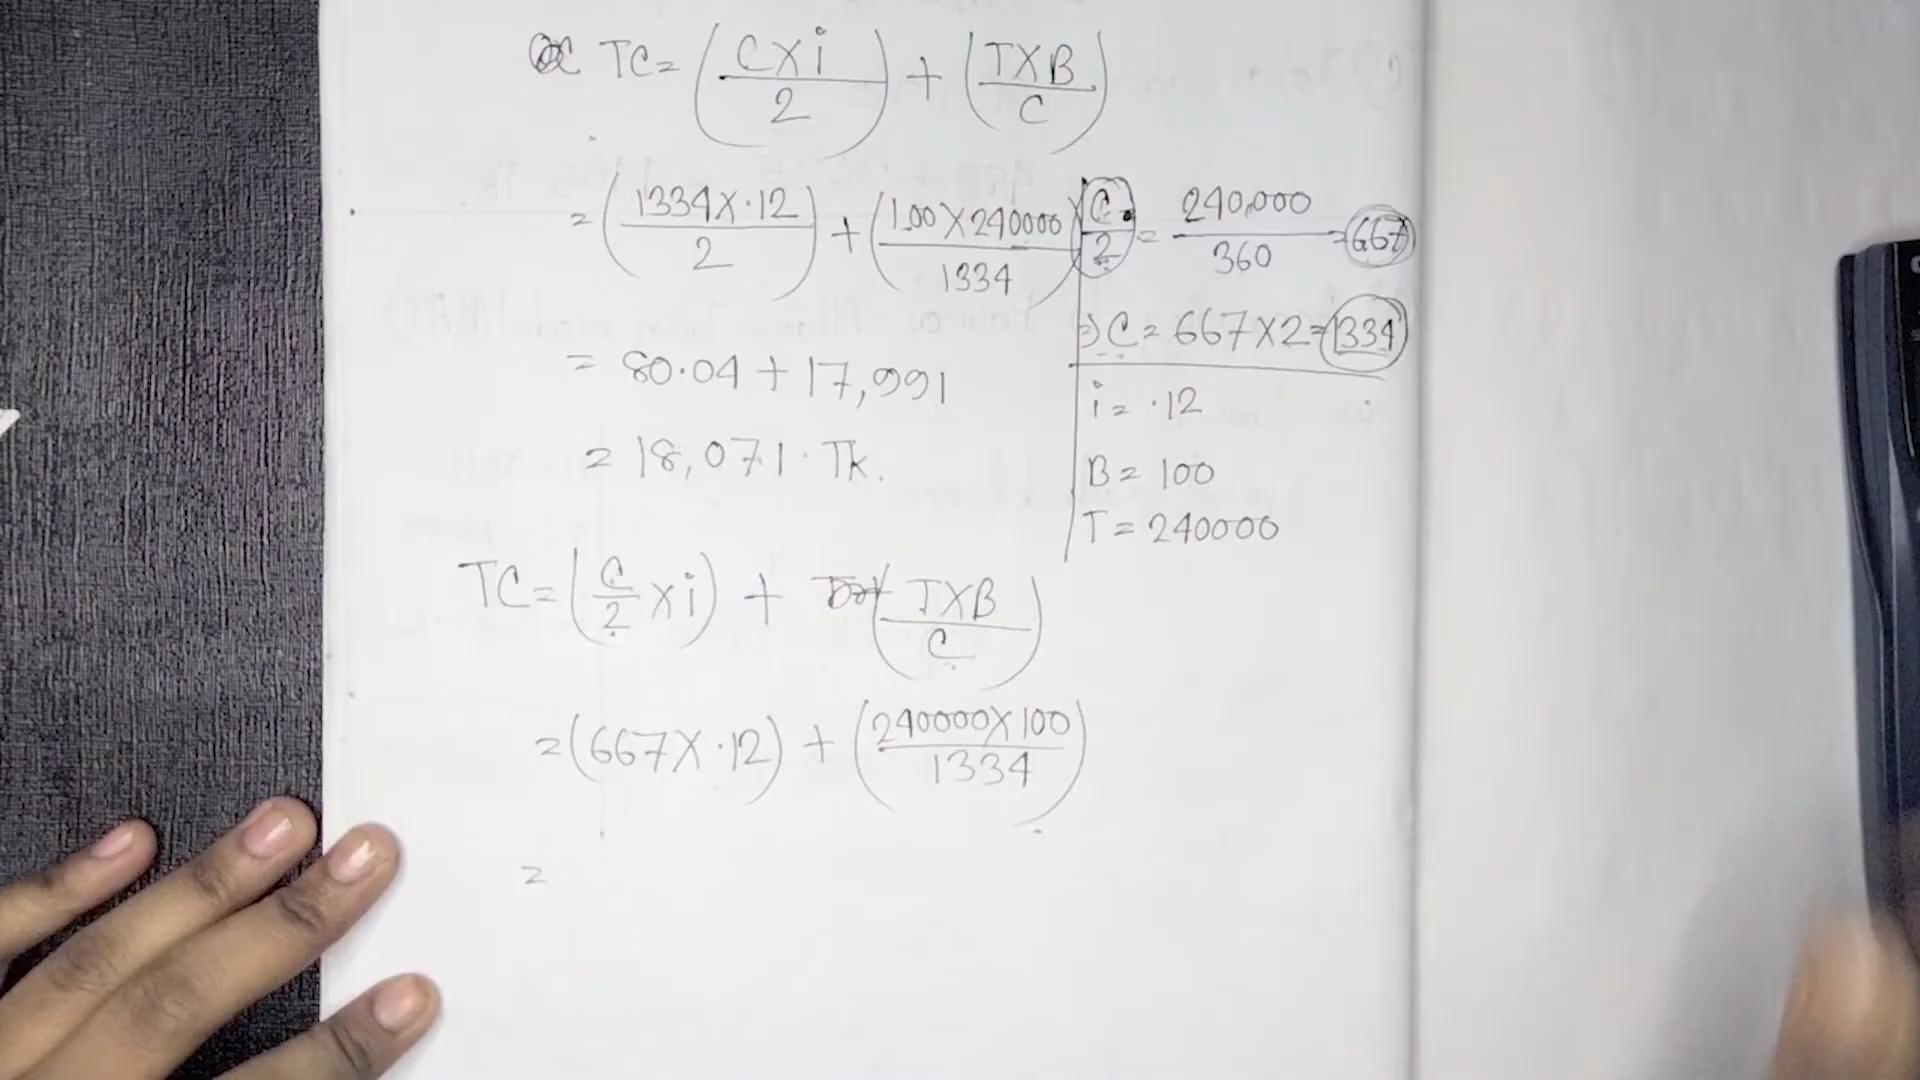 or TC = (C×i / 2) + (T×B / C)
= (1334×.12 / 2) + (100×240000 / 1334)
= 80.04 + 17,991
= 18,071. Tk.
C/2 = 240,000 / 360 = 667
⇒ C = 667×2 = 1334
i = .12
B = 100
T = 240000
TC = (C/2 × i) + (T×B / C)
= (667×.12) + (240000×100 / 1334)
=